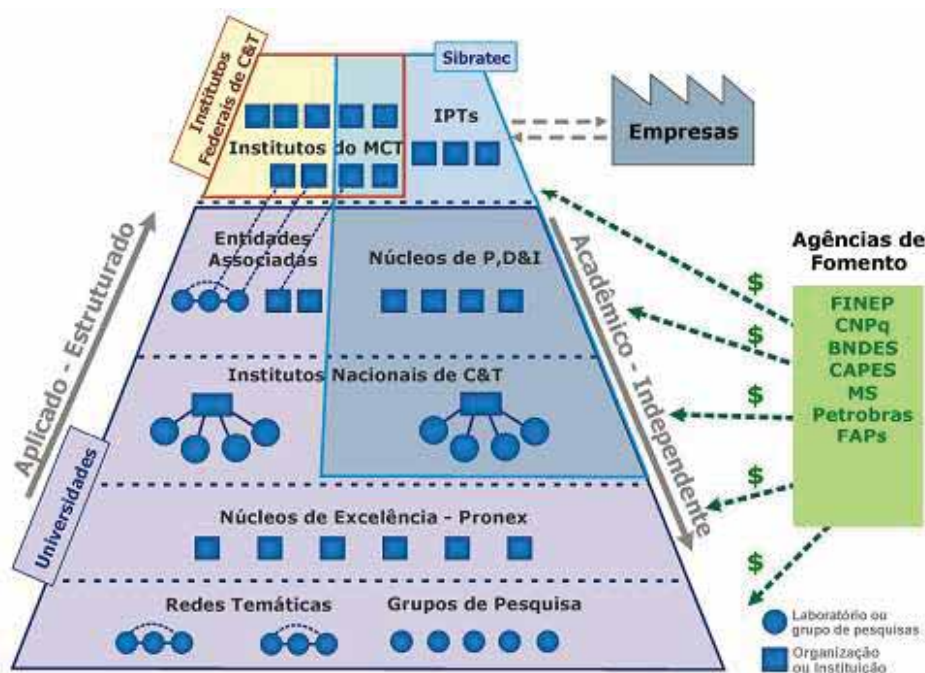 Institutos
Federais de C&T
Sibratec
IPTs
Institutos do MCT
Empresas
Aplicado - Estruturado
Acadêmico - Independente
Entidades
Associadas
Núcleos de P,D&I
Agências de
Fomento
$
FINEP
CNPq
$
BNDES
CAPES
MS
$
Petrobras
FAPs
Institutos Nacionais de C&T
Universidades
$
Núcleos de Excelência - Pronex
$
Redes Temáticas
Grupos de Pesquisa
Laboratório ou
grupo de pesquisas
Organização
ou Instituição